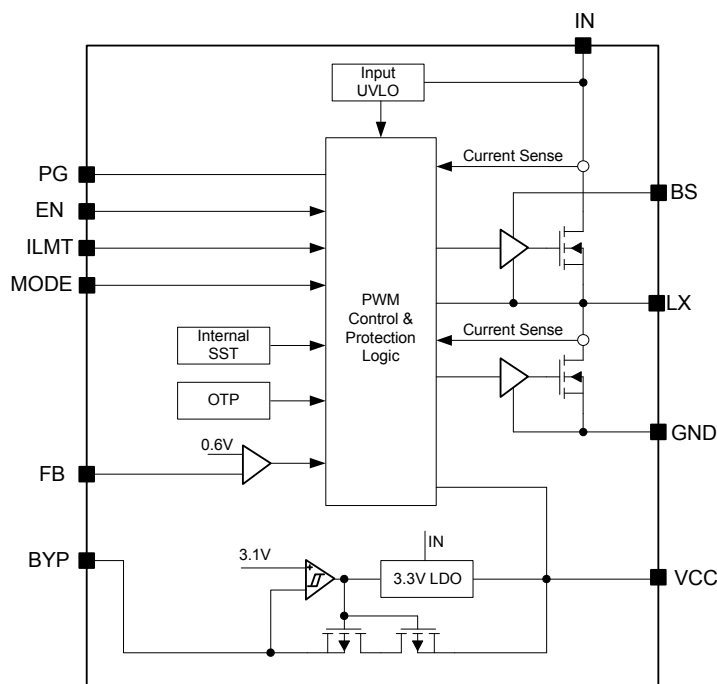 IN
Input
UVLO
Current Sense
PG
BS
EN
ILMT
MODE
PWM
Control &
Protection
Logic
LX
Internal
SST
Current Sense
OTP
GND
0.6V
FB
IN
BYP
3.1V
3.3V LDO
VCC
+